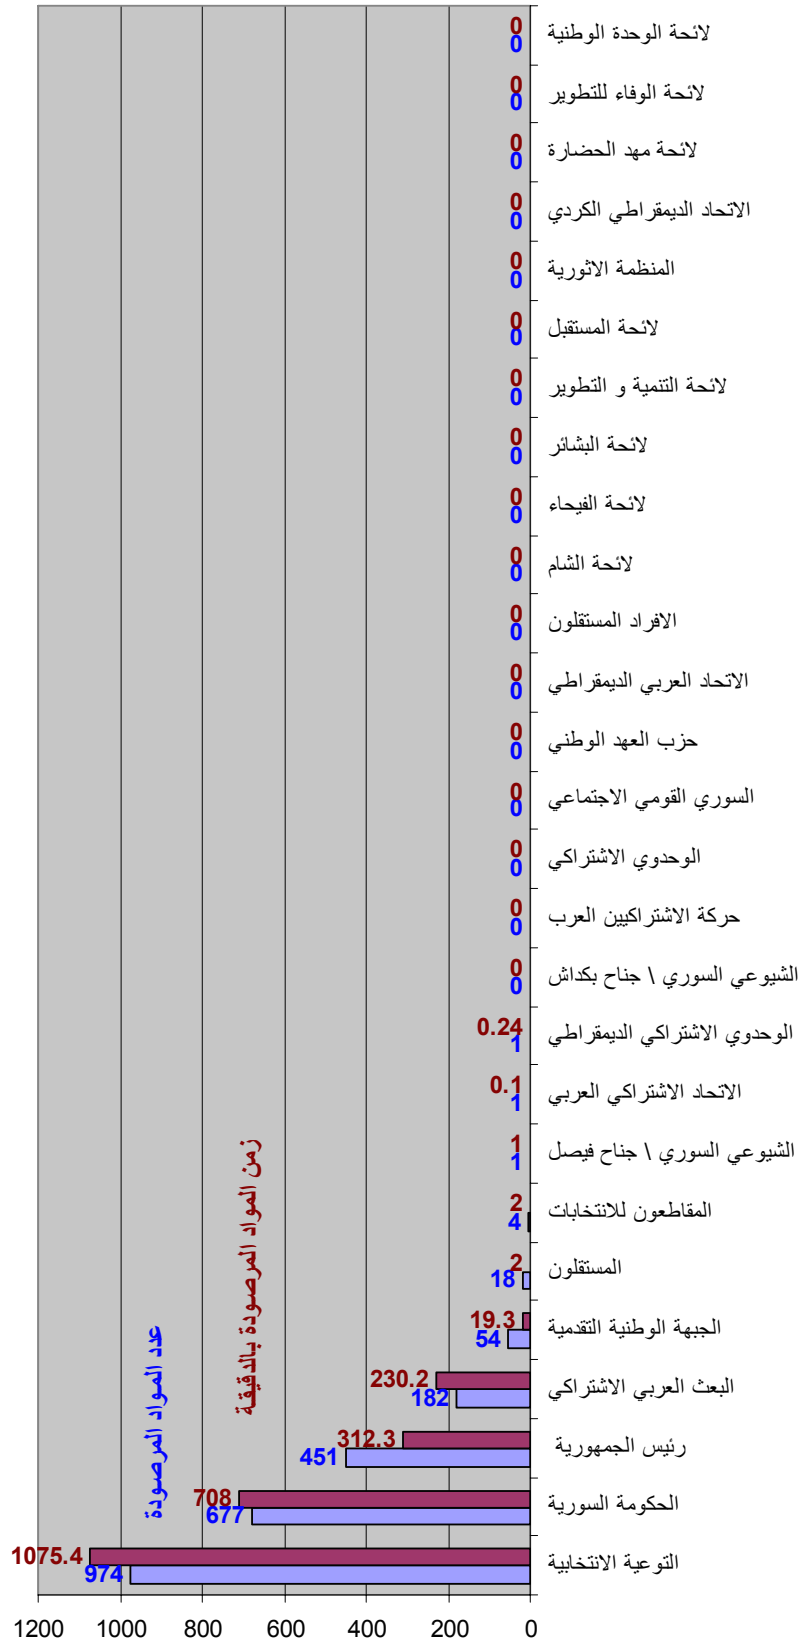 0
0
لائحة الوحدة الوطنية
0
0
لائحة الوفاء للتطوير
0
0
لائحة مهد الحضارة
0
0
الاتحاد الديمقراطي الكردي
0
0
المنظمة الاثورية
0
0
لائحة المستقبل
0
0
لائحة التنمية و التطوير
0
0
لائحة البشائر
0
0
لائحة الفيحاء
0
0
لائحة الشام
0
0
الافراد المستقلون
0
0
الاتحاد العربي الديمقراطي
0
0
حزب العهد الوطني
0
0
السوري القومي الاجتماعي
0
0
الوحدوي الاشتراكي
0
0
حركة الاشتراكيين العرب
0
0
الشيوعي السوري \ جناح بكداش
0.24
1
الوحدوي الاشتراكي الديمقراطي
0.1
1
الاتحاد الاشتراكي العربي
1
1
الشيوعي السوري \ جناح فيصل
2
4
المقاطعون للانتخابات
2
18
المستقلون
19.3
54
الجبهة الوطنية التقدمية
230.2
182
البعث العربي الاشتراكي
312.3
451
رئيس الجمهورية
708
677
الحكومة السورية
1075.4
974
التوعية الانتخابية
زمن المواد المرصودة بالدقيقة
عدد المواد المرصودة
1200 1000 800 600 400 200 0